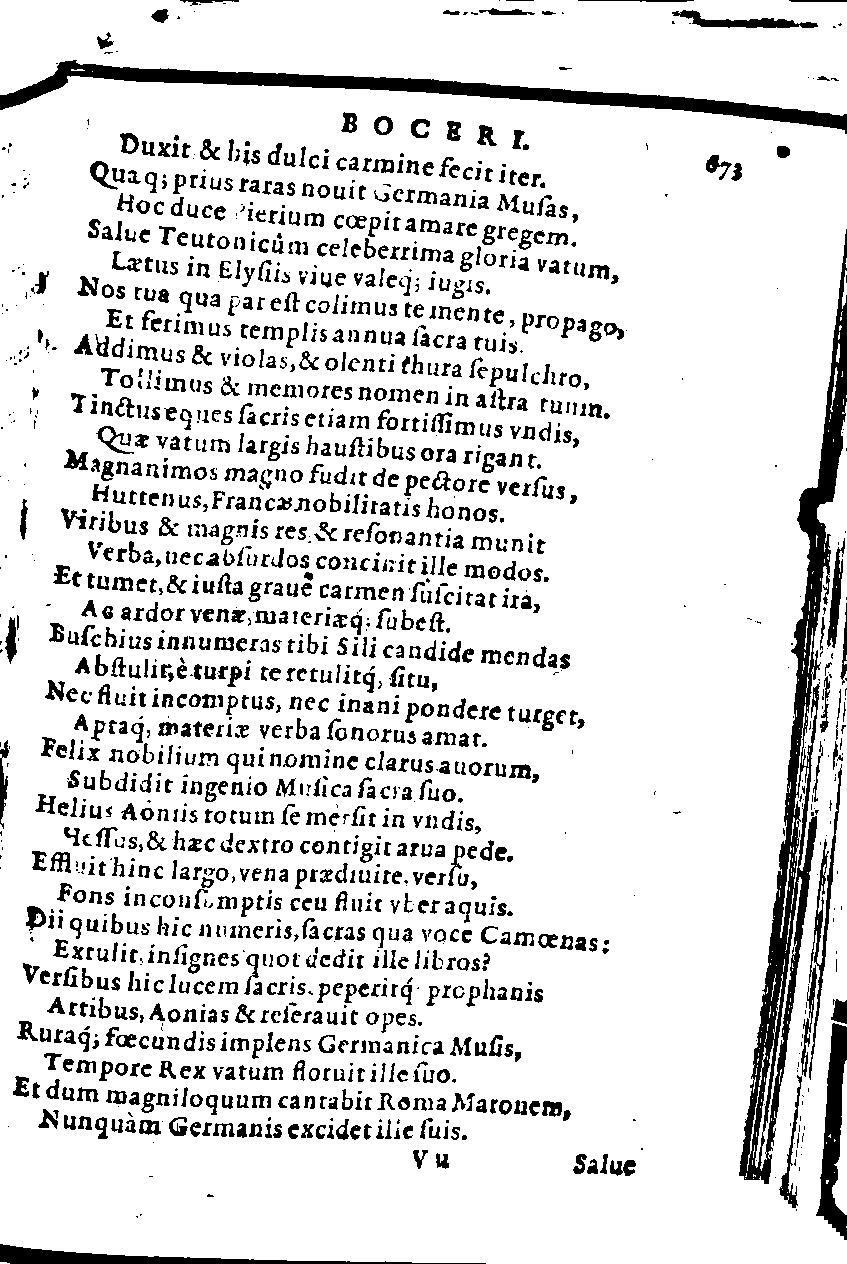 BOCERI.
673
Duxit & his dulci carmine fecit iter.
Quaq; prius raras nouit Germania Muſas,
Hoc duce Pierium cœpit amare gregem.
Salue Teutonicûm celeberrima gloria vatum,
Lætus in Elyſiis viue valeq; iugis.
Nos tua qua par eſt colimus te mente, propago,
Et ferimus templis annua ſacra tuis.
Addimus & violas, & olenti thura ſepulchro,
Tollimus & memores nomen in aſtra tuum.
Tinctus eques ſacris etiam fortiſſimus vndis,
Quæ vatum largis hauſtibus ora rigant.
Magnanimos magno fudit de pectore verſus,
Huttenus, Francæ nobilitatis honos.
Viribus & magnis res, & reſonantia munit
Verba, nec abſurdos concinit ille modos.
Et tumet, & iuſta graue carmen ſuſcitat ira,
Ac ardor venæ, materiæq́; ſubeſt.
Buſchius innumeras tibi Sili candide mendas
Abſtulit, è turpi te retulitq́, ſitu,
Nec fluit incomptus, nec inani pondere turget,
Aptaq́, materiæ verba ſonorus amat.
Felix nobilium qui nomine clarus auorum,
Subdidit ingenio Muſica ſacra ſuo.
Helius Aoniis totum ſe merſit in vndis,
Heſſus, & hæc dextro contigit arua pede.
Effluit hinc largo, vena prædiuite, verſu,
Fons inconſumptis ceu fluit vber aquis.
Dii quibus hic numeris, ſacras qua voce Camœnas:
Extulit, inſignes quot dedit ille libros?
Verſibus hic lucem ſacris, peperitq́ prophanis
Artibus, Aonias & reſerauit opes.
Ruraq́; fœcundis implens Germanica Muſis,
Tempore Rex vatum floruit ille ſuo.
Et dum magniloquum cantabit Roma Maronem,
Nunquàm Germanis excidet ille ſuis.
Vu Salue